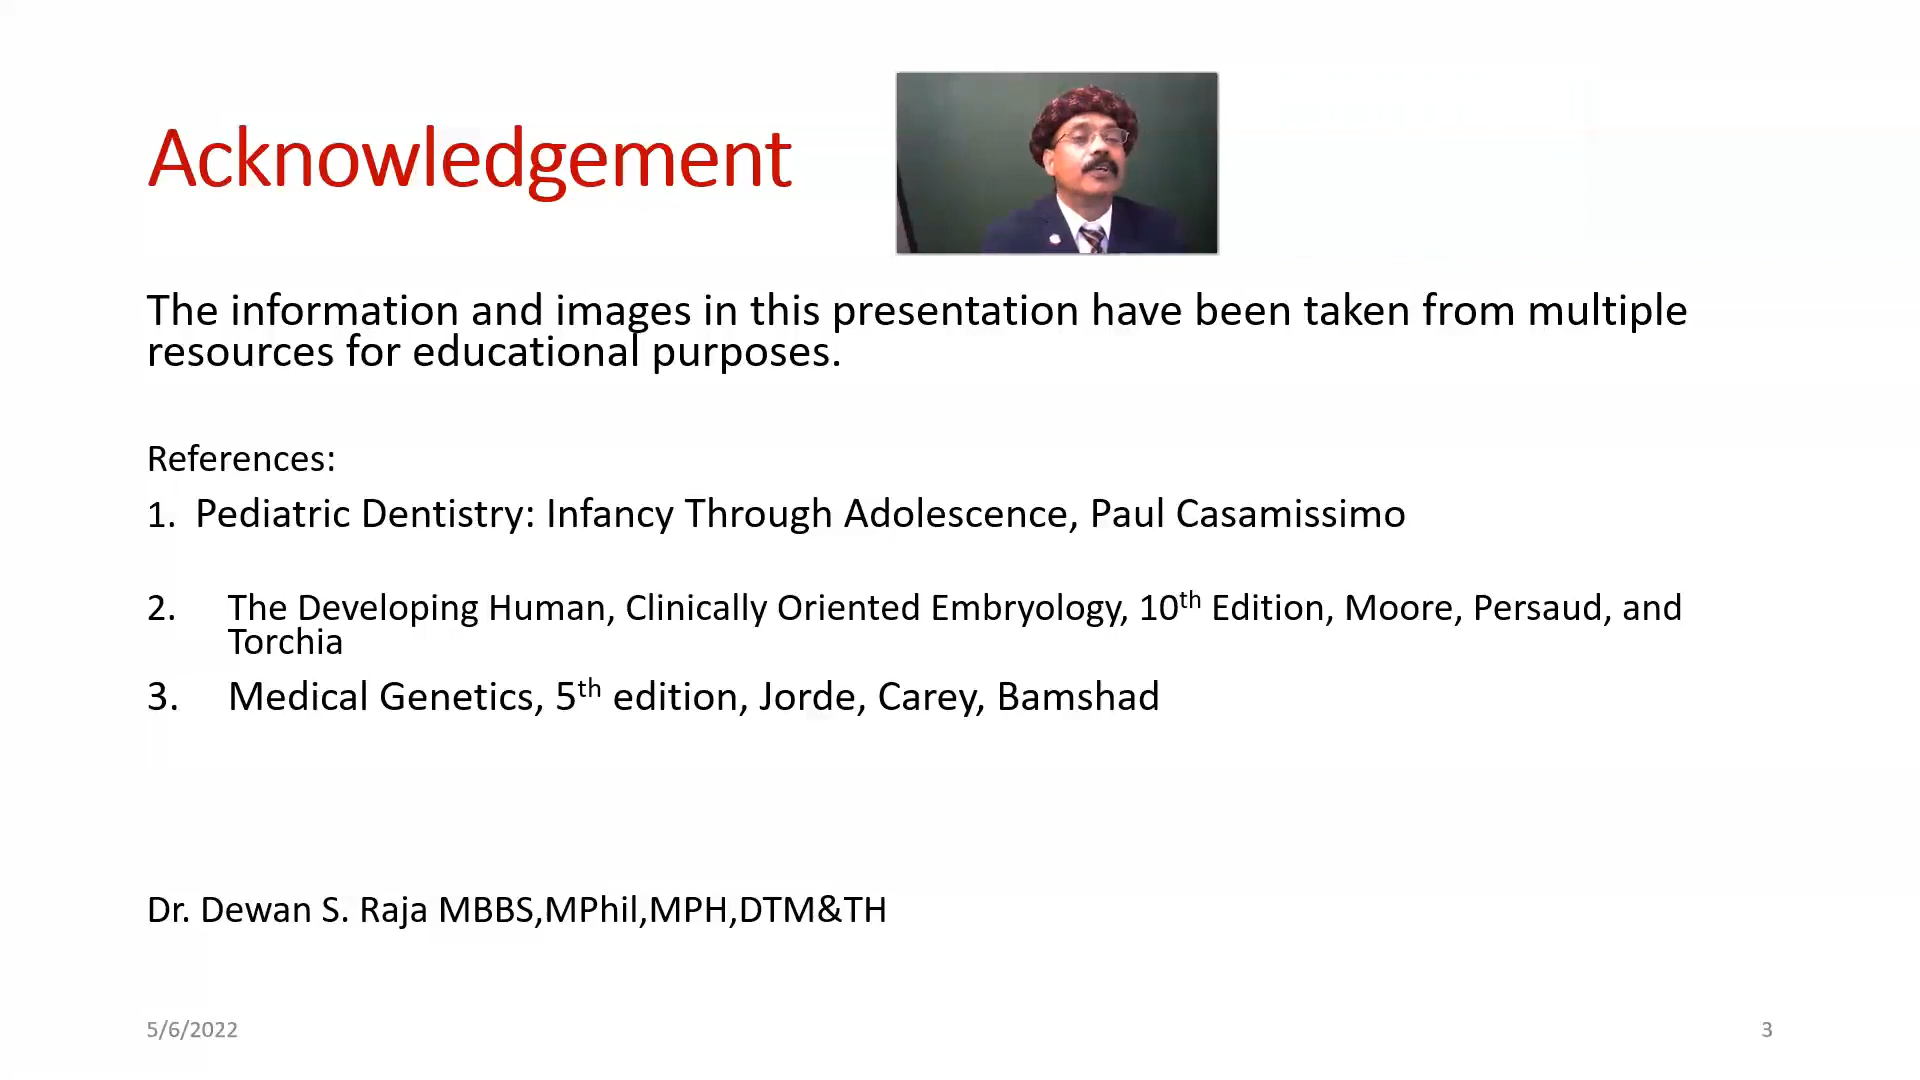 Acknowledgement
The information and images in this presentation have been taken from multiple
resources for educational purposes.
References:
1. Pediatric Dentistry: Infancy Through Adolescence, Paul Casamissimo
2. The Developing Human, Clinically Oriented Embryology, 10th Edition, Moore, Persaud, and
Torchia
3. Medical Genetics, 5th edition, Jorde, Carey, Bamshad
Dr. Dewan S. Raja MBBS,MPhil,MPH,DTM&TH
5/6/2022
3